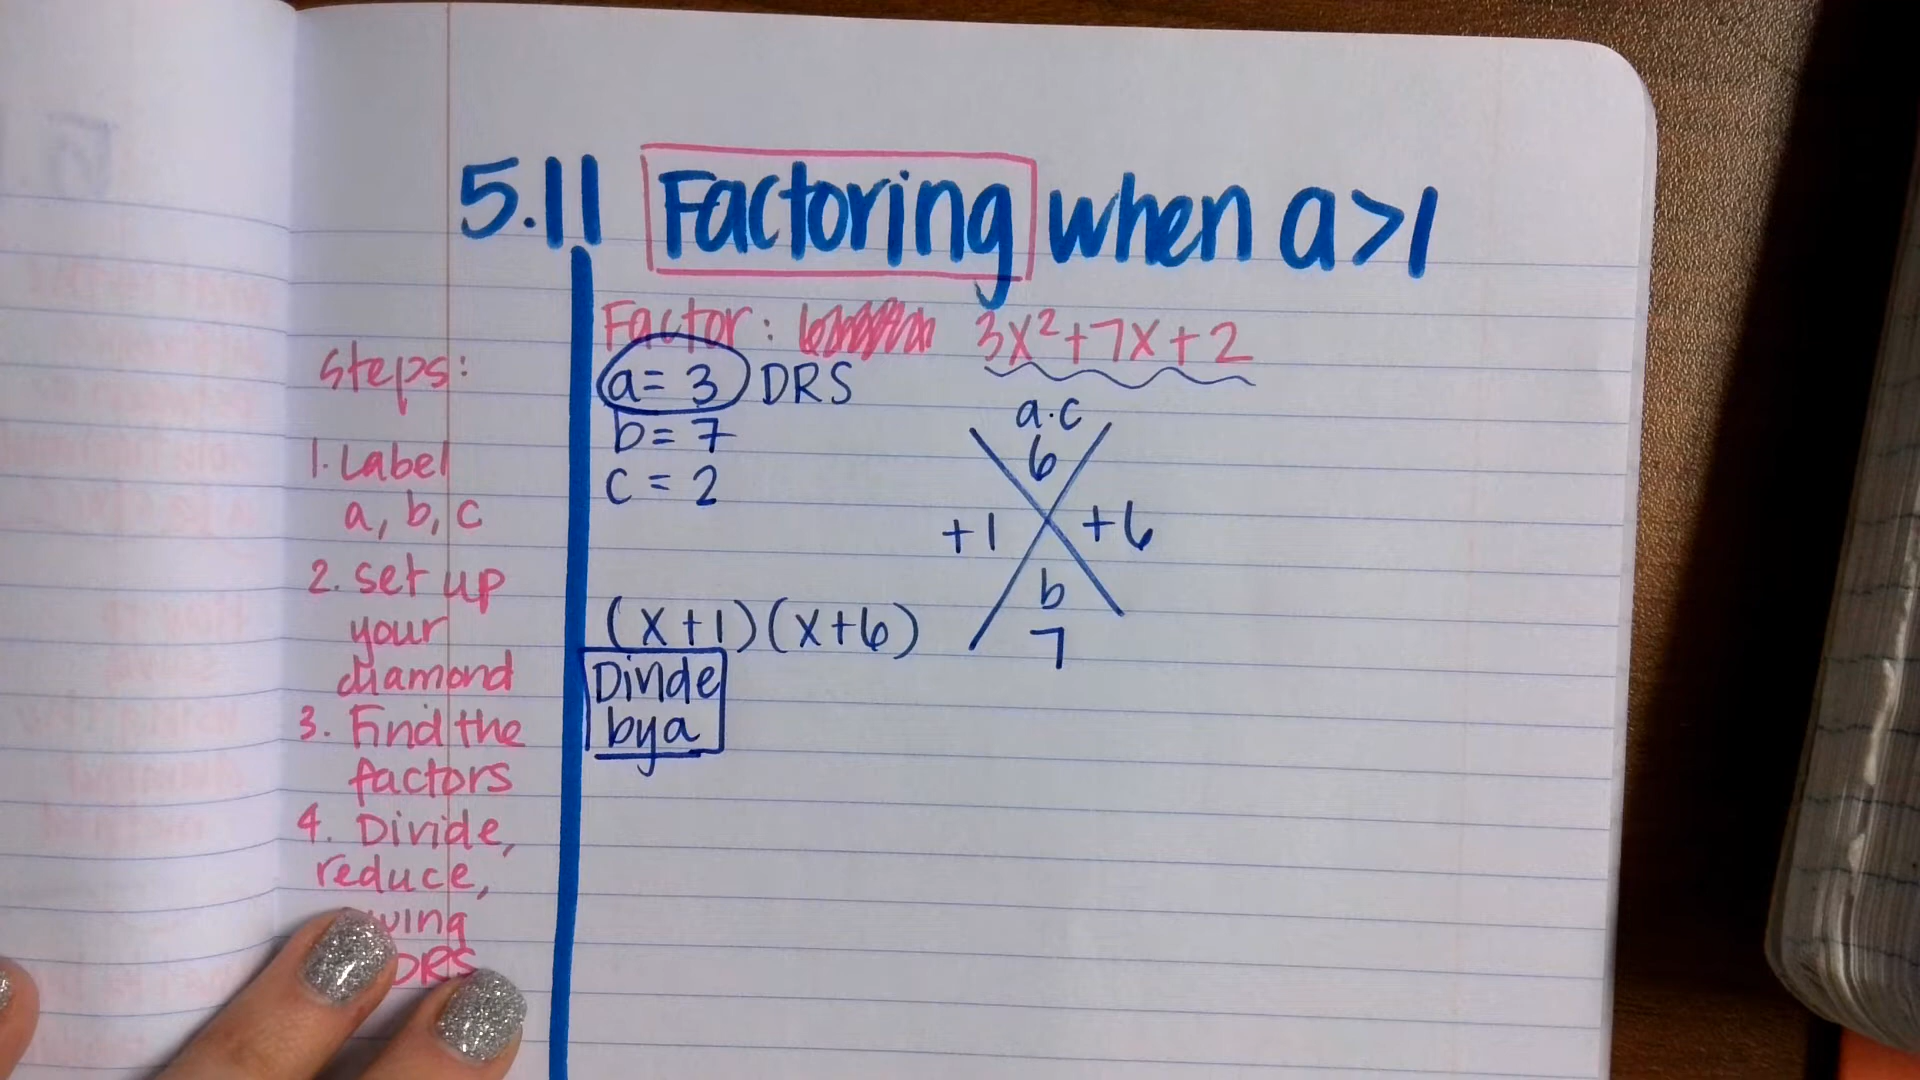 5.11 Factoring when a>1
Factor: 3x²+7x+2
a = 3 DRS
b = 7
c = 2
a·c
6
+1 +6
b
7
(x+1)(x+6)
Divide
by a
Steps:
1. Label
a, b, c
2. set up
your
diamond
3. Find the
factors
4. Divide,
reduce,
DRS